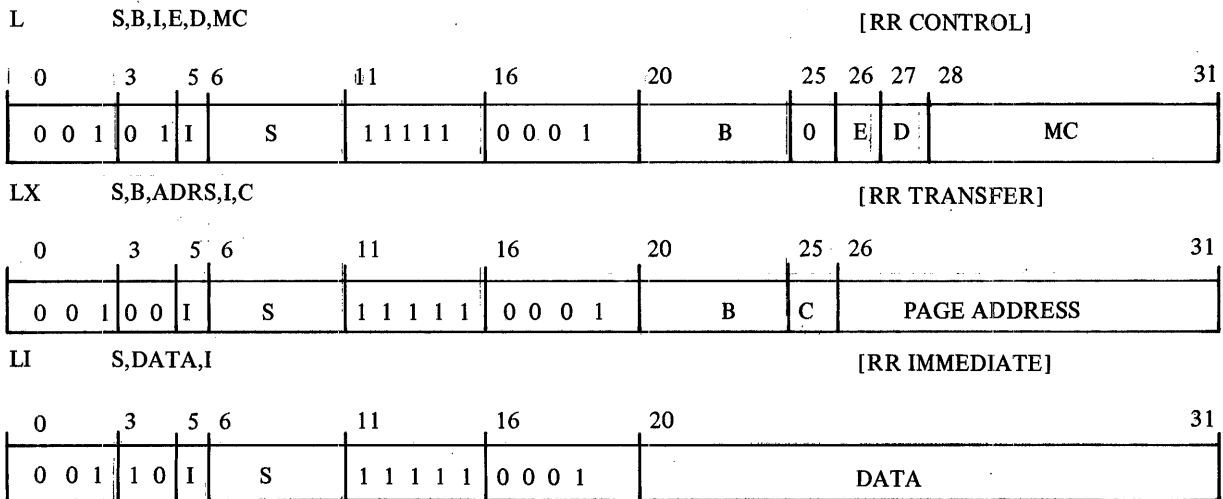 L S,B,I,E,D,MC [RR CONTROL]
0 3 5 6 11 16 20 25 26 27 28 31
0 0 1 0 1 I S 1 1 1 1 1 0 0 0 1 B 0 E D MC
LX S,B,ADRS,I,C [RR TRANSFER]
0 3 5 6 11 16 20 25 26 31
0 0 1 0 0 I S 1 1 1 1 1 0 0 0 1 B C PAGE ADDRESS
LI S,DATA,I [RR IMMEDIATE]
0 3 5 6 11 16 20 31
0 0 1 1 0 I S 1 1 1 1 1 0 0 0 1 DATA